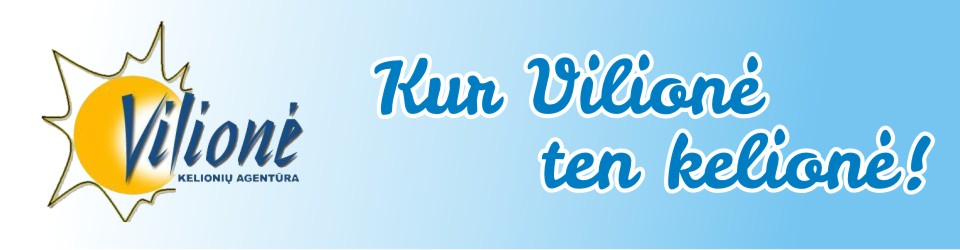 Vilionė
KELIONIŲ AGENTŪRA
Kur Vilionė
ten kelionė!